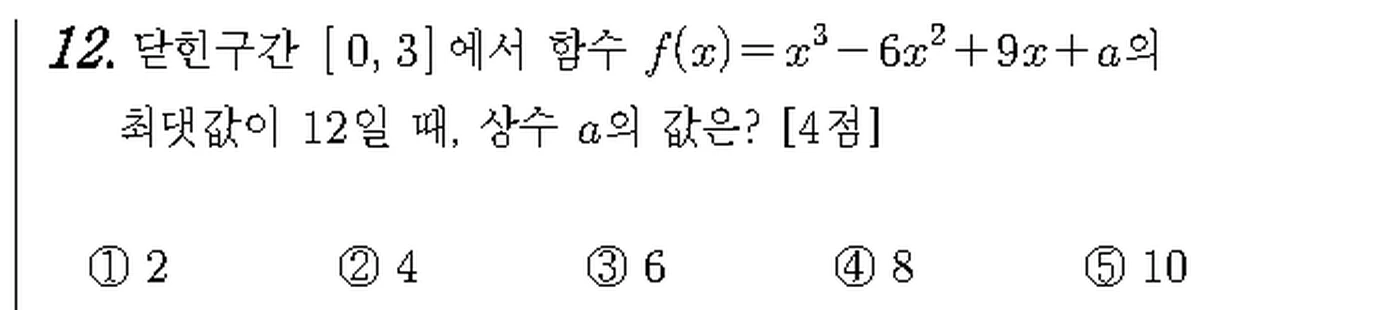 12. 닫힌구간 [0, 3]에서 함수 f(x)=x³-6x²+9x+a의
최댓값이 12일 때, 상수 a의 값은? [4점]
① 2 ② 4 ③ 6 ④ 8 ⑤ 10